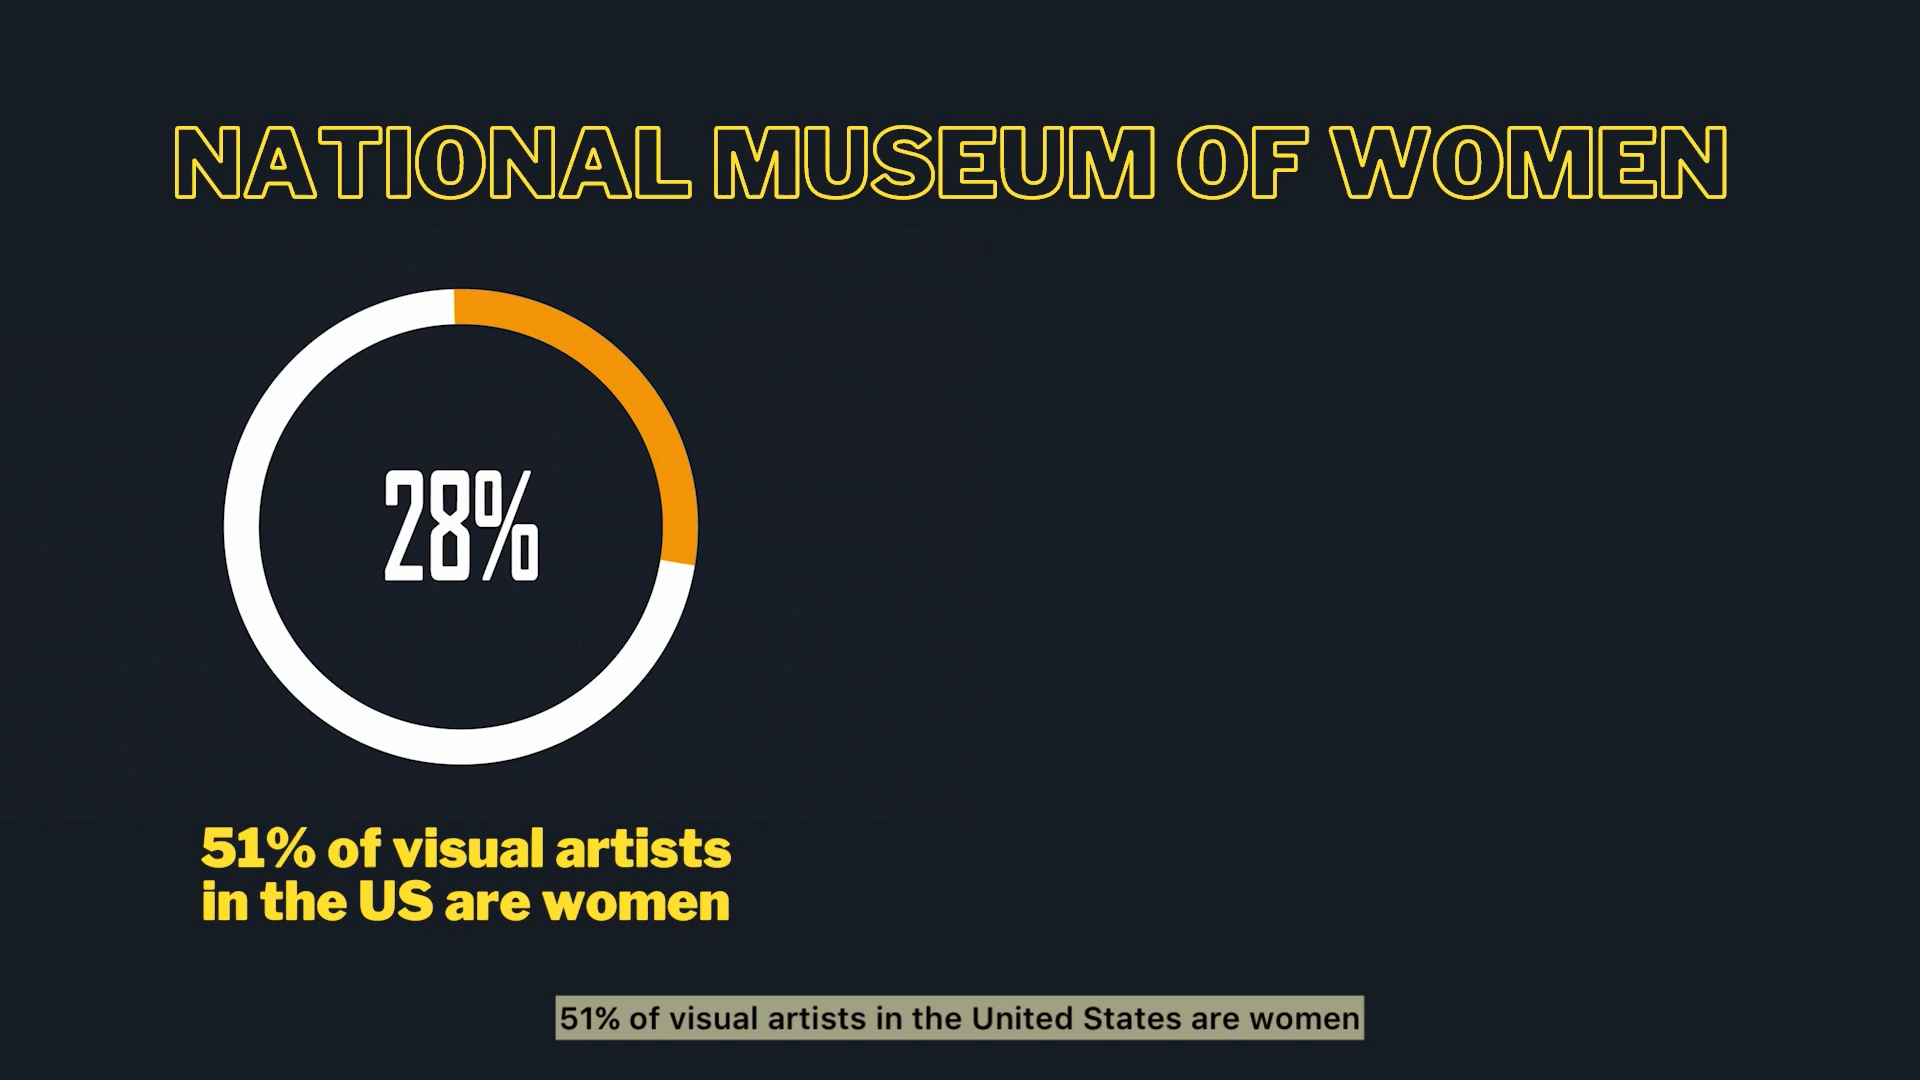 NATIONAL MUSEUM OF WOMEN
28%
51% of visual artists
in the US are women
51% of visual artists in the United States are women